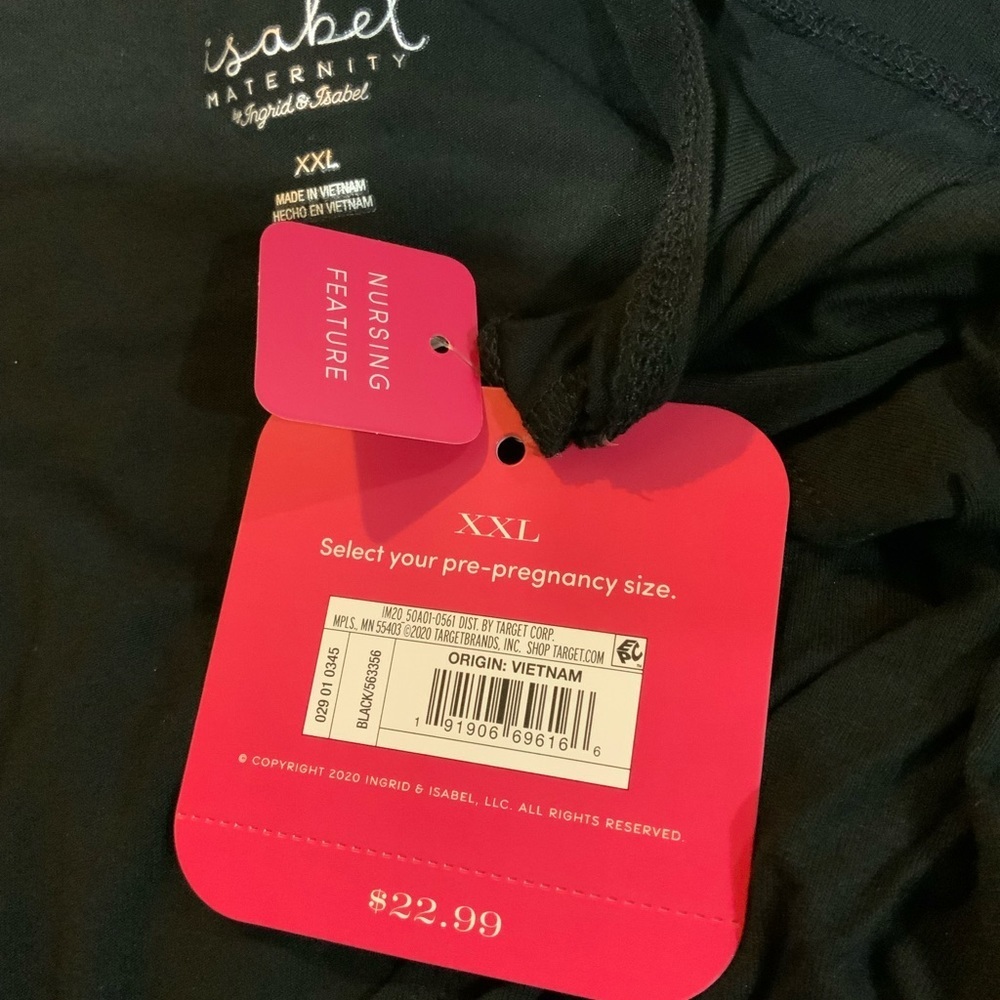 isabel
MATERNITY
by Ingrid & Isabel
XXL
MADE IN VIETNAM
HECHO EN VIETNAM
NURSING
FEATURE
XXL
Select your pre-pregnancy size.
IM20 50A01-0561 DIST. BY TARGET CORP.
MPLS., MN 55403 ©2020 TARGETBRANDS, INC. SHOP TARGET.COM
EC
PC™
029 01 0345
BLACK/563356
ORIGIN: VIETNAM
1 91906 69616 6
© COPYRIGHT 2020 INGRID & ISABEL, LLC. ALL RIGHTS RESERVED.
$22.99